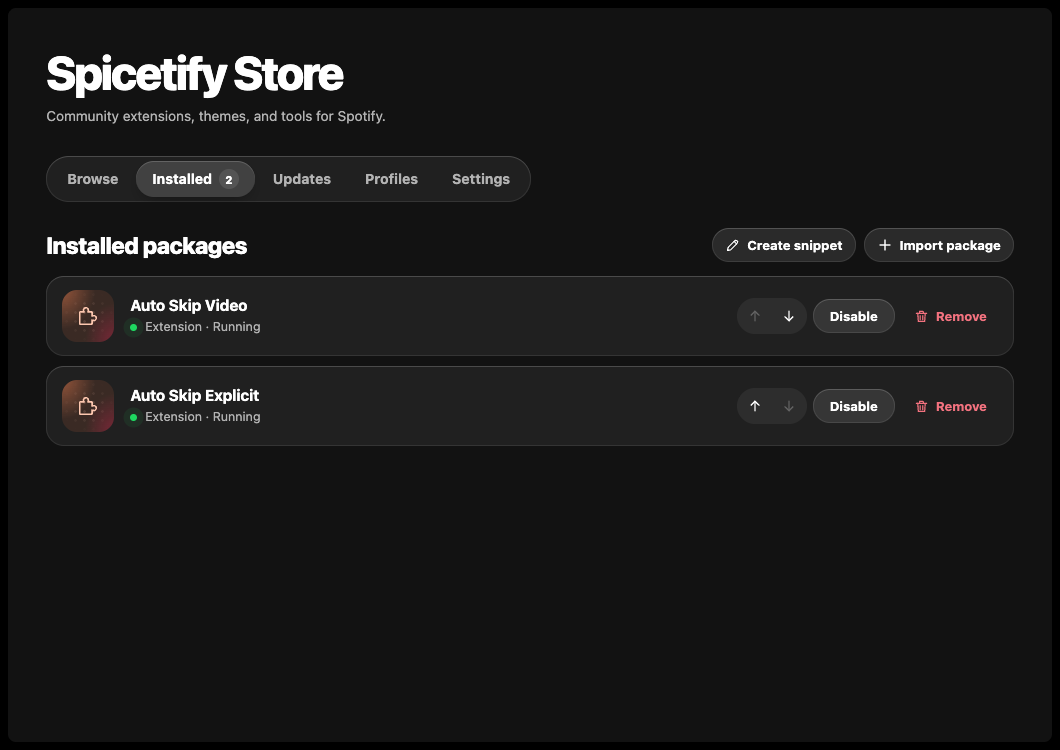 Spicetify Store
Community extensions, themes, and tools for Spotify.
Browse Installed 2 Updates Profiles Settings
Installed packages Create snippet Import package
Auto Skip Video
Extension · Running
Disable Remove
Auto Skip Explicit
Extension · Running
Disable Remove